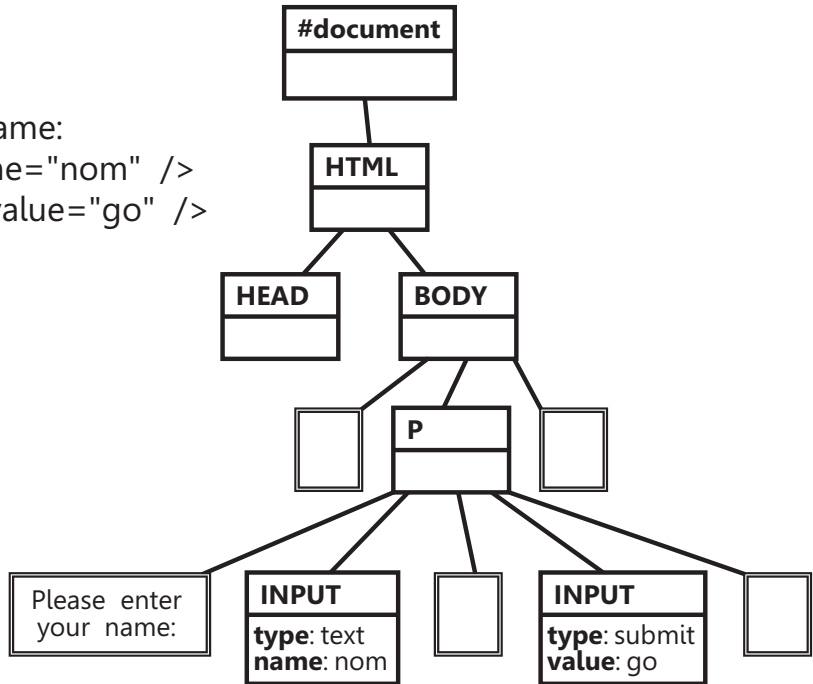 #document
ame:
ne="nom" />
value="go" />
HTML
HEAD
BODY
P
Please enter
your name:
INPUT
type: text
name: nom
INPUT
type: submit
value: go